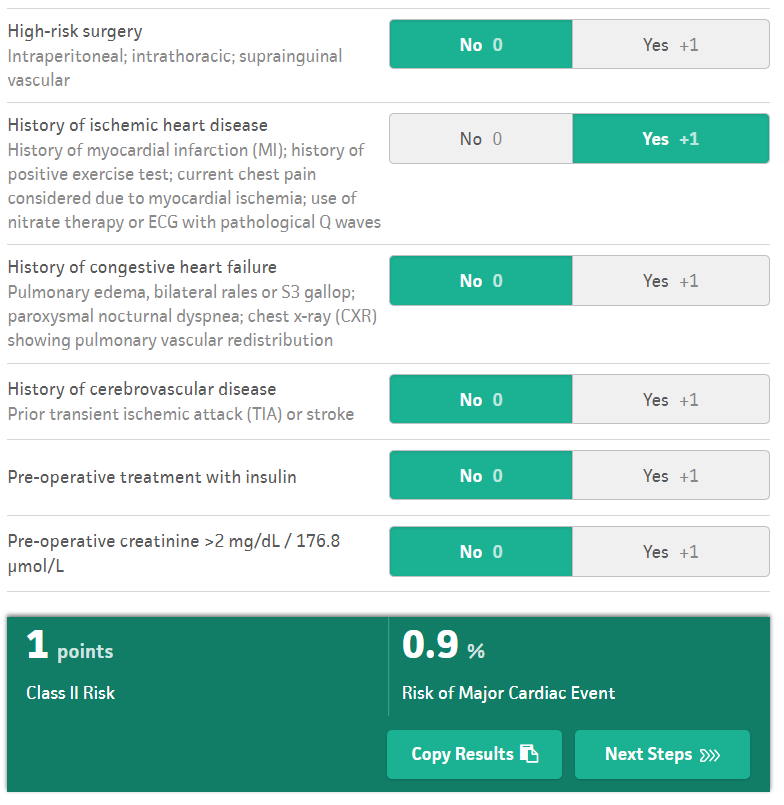 High-risk surgery
Intraperitoneal; intrathoracic; suprainguinal
vascular
No 0
Yes +1
History of ischemic heart disease
History of myocardial infarction (MI); history of
positive exercise test; current chest pain
considered due to myocardial ischemia; use of
nitrate therapy or ECG with pathological Q waves
No 0
Yes +1
History of congestive heart failure
Pulmonary edema, bilateral rales or S3 gallop;
paroxysmal nocturnal dyspnea; chest x-ray (CXR)
showing pulmonary vascular redistribution
No 0
Yes +1
History of cerebrovascular disease
Prior transient ischemic attack (TIA) or stroke
No 0
Yes +1
Pre-operative treatment with insulin
No 0
Yes +1
Pre-operative creatinine >2 mg/dL / 176.8
µmol/L
No 0
Yes +1
1 points
Class II Risk
0.9 %
Risk of Major Cardiac Event
Copy Results
Next Steps